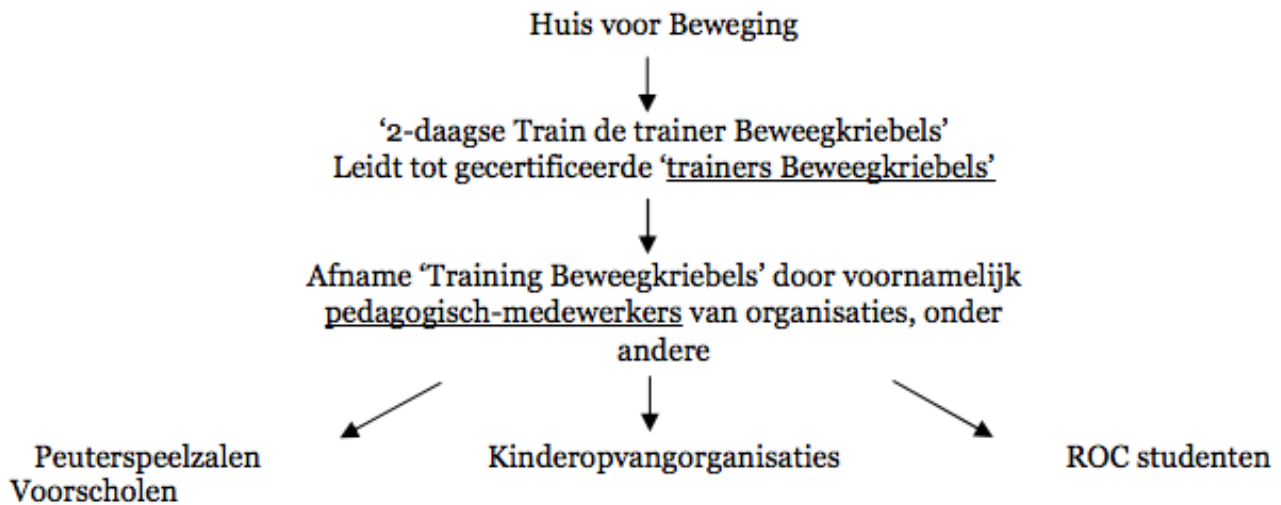 Huis voor Beweging
‘2-daagse Train de trainer Beweegkriebels’
Leidt tot gecertificeerde ‘trainers Beweegkriebels’
Afname ‘Training Beweegkriebels’ door voornamelijk
pedagogisch-medewerkers van organisaties, onder
andere
Peuterspeelzalen
Voorscholen
Kinderopvangorganisaties
ROC studenten